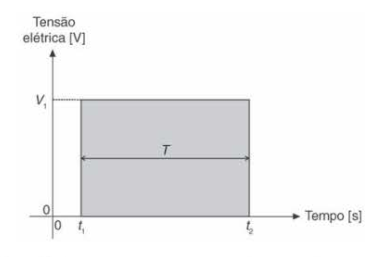 Tensão
elétrica [V]
V₁
T
0
Tempo [s]
0
t₁
t₂